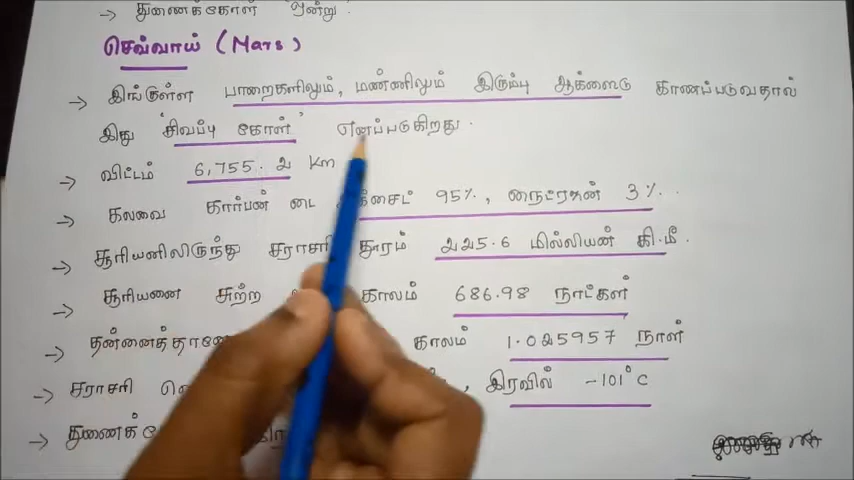 → துணைக்கோள் ஒன்று.
செவ்வாய் (Mars)
→ இங்குள்ள பாறைகளிலும், மண்ணிலும் இரும்பு ஆக்ஸைடு காணப்படுவதால்
இது 'சிவப்பு கோள்' எனப்படுகிறது.
→ விட்டம் 6,755.2 km
→ கலவை கார்பன் டை 95%, நைட்ரஜன் 3%.
→ சூரியனிலிருந்து சராசரி தூரம் 225.6 மில்லியன் கி.மீ.
→ சூரியனை சுற்ற காலம் 686.98 நாட்கள்
→ காலம் 1.025957 நாள்
→ சராசரி இரவில் -101°C
→